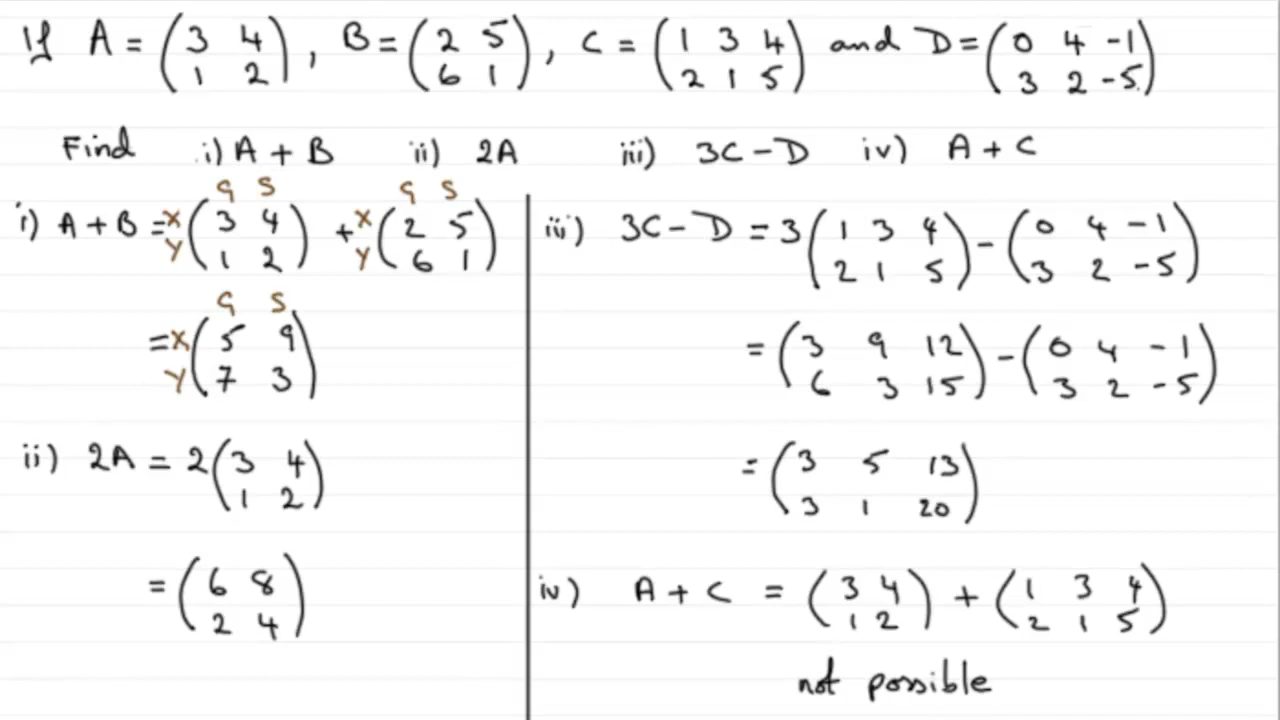 If A = (3 4 / 1 2), B = (2 5 / 6 1), C = (1 3 4 / 2 1 5) and D = (0 4 -1 / 3 2 -5)
Find i) A + B ii) 2A iii) 3C - D iv) A + C
G S G S
i) A + B = X (3 4) + X (2 5)
Y (1 2) Y (6 1)
G S
= X (5 9)
Y (7 3)
ii) 2A = 2 (3 4)
(1 2)
= (6 8)
(2 4)
iii) 3C - D = 3 (1 3 4) - (0 4 -1)
(2 1 5) (3 2 -5)
= (3 9 12) - (0 4 -1)
(6 3 15) (3 2 -5)
= (3 5 13)
(3 1 20)
iv) A + C = (3 4) + (1 3 4)
(1 2) (2 1 5)
not possible